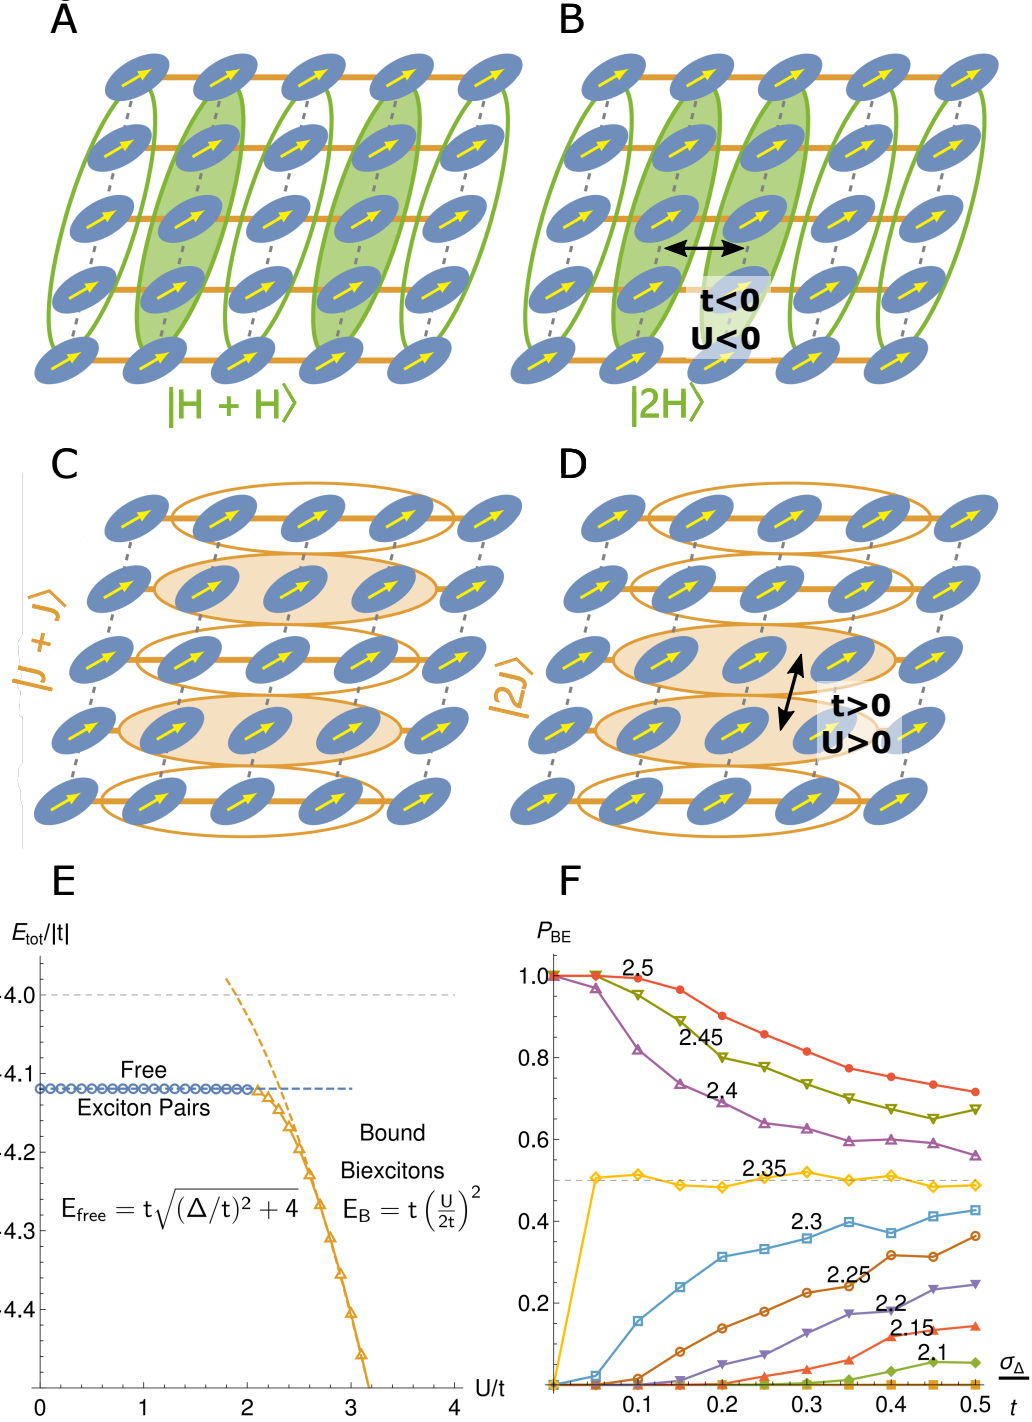 A
B
|H + H⟩
t<0
U<0
|2H⟩
C
D
|J + J⟩
|2J⟩
t>0
U>0
E
F
E_tot/|t|
-4.0
-4.1
-4.2
-4.3
-4.4
Free
Exciton Pairs
Bound
Biexcitons
E_free = t√((Δ/t)² + 4)
E_B = t (U/2t)²
0
1
2
3
4
U/t
P_BE
1.0
0.8
0.6
0.4
0.2
2.5
2.45
2.4
2.35
2.3
2.25
2.2
2.15
2.1
0.1
0.2
0.3
0.4
0.5
σ_Δ/t